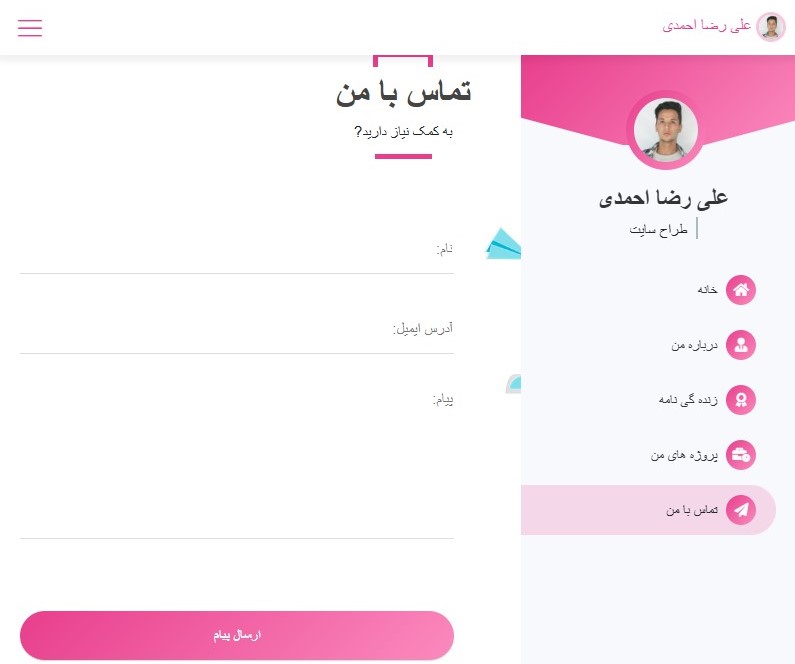 علی رضا احمدی
علی رضا احمدی
طراح سایت
خانه
درباره من
زنده گی نامه
پروژه های من
تماس با من
تماس با من
به کمک نیاز دارید?
نام:
آدرس ایمیل:
پیام:
ارسال پیام